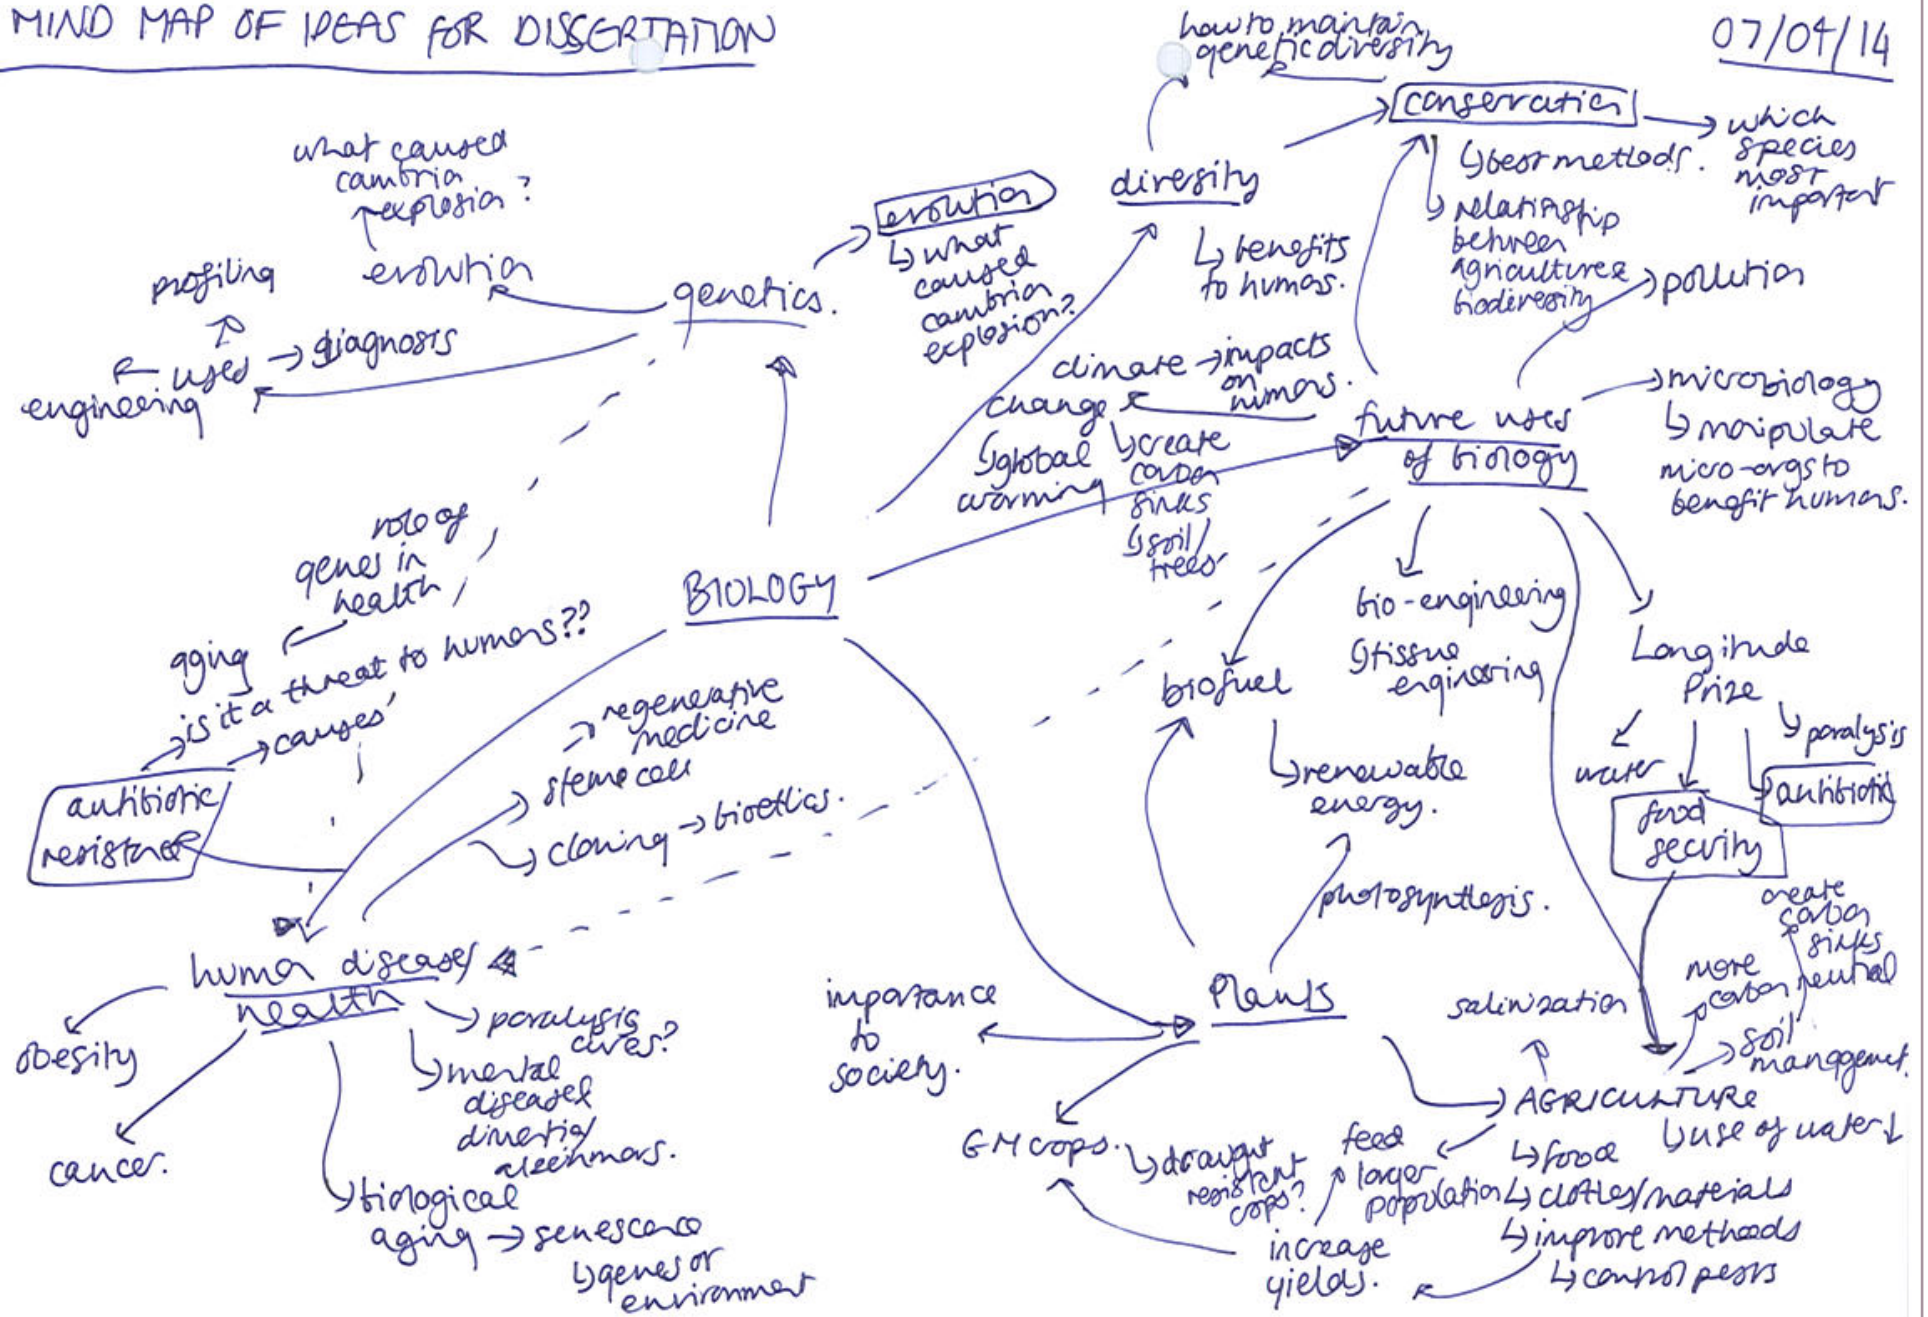 MIND MAP OF IDEAS FOR DISSERTATION
07/04/14
how to maintain
genetic diversity
conservation
which
species
most
important
best methods.
relationship
between
agriculture &
biodiversity
diversity
benefits
to humans.
evolution
what
caused
cambrian
explosion?
what caused
cambria
explosion?
evolution
genetics.
profiling
used
diagnosis
engineering
climate
change
impacts
on
humans.
global
warming
create
carbon
sinks
soil/
trees
future uses
of biology
pollution
microbiology
manipulate
micro-orgs to
benefit humans.
BIOLOGY
role of
genes in
health
aging
is it a threat to humans??
causes
antibiotic
resistance
regenerative
medicine
steme cell
cloning → bioethics.
human diseases/
health
obesity
cancer.
paralysis
cures?
mental
diseases
dimertia/
alzeihmars.
biological
aging → senescence
genes or
environment
biofuel
renewable
energy.
bio-engineering
tissue
engineering
Longitude
Prize
water
food
security
antibiotic
paralysis
photosynthesis.
Plants
importance
to
society.
GM crops.
draught
resistant
crops?
increase
yields.
feed
larger
population
AGRICULTURE
salinization
more
carbon neutral
create
carbon
sinks
soil
management.
use of water↓
food
clothes/materials
improve methods
control pests